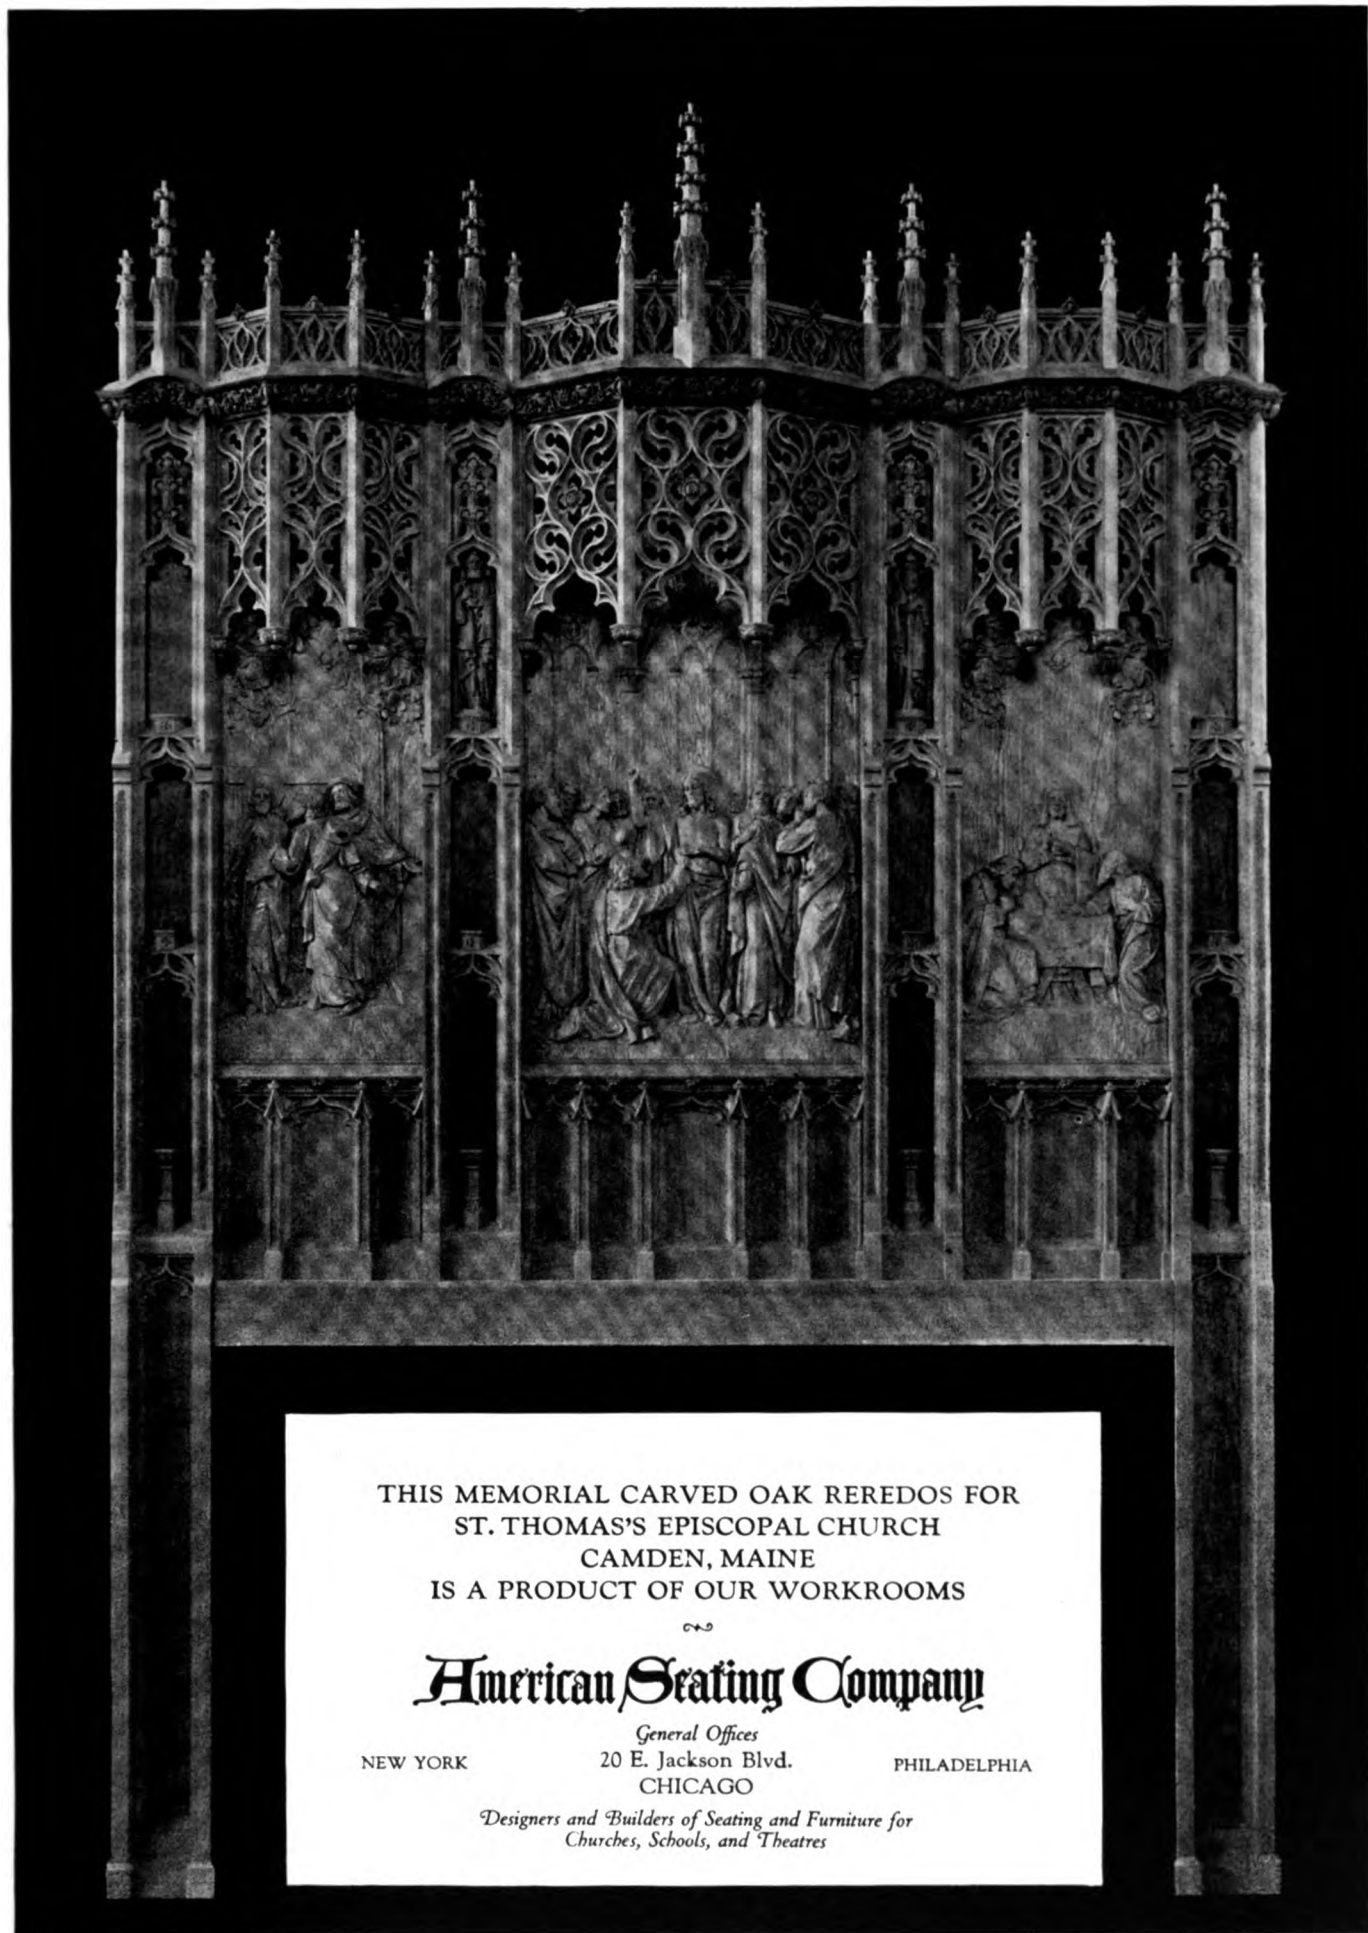 THIS MEMORIAL CARVED OAK REREDOS FOR
ST. THOMAS'S EPISCOPAL CHURCH
CAMDEN, MAINE
IS A PRODUCT OF OUR WORKROOMS
American Seating Company
General Offices
NEW YORK 20 E. Jackson Blvd. PHILADELPHIA
CHICAGO
Designers and Builders of Seating and Furniture for
Churches, Schools, and Theatres